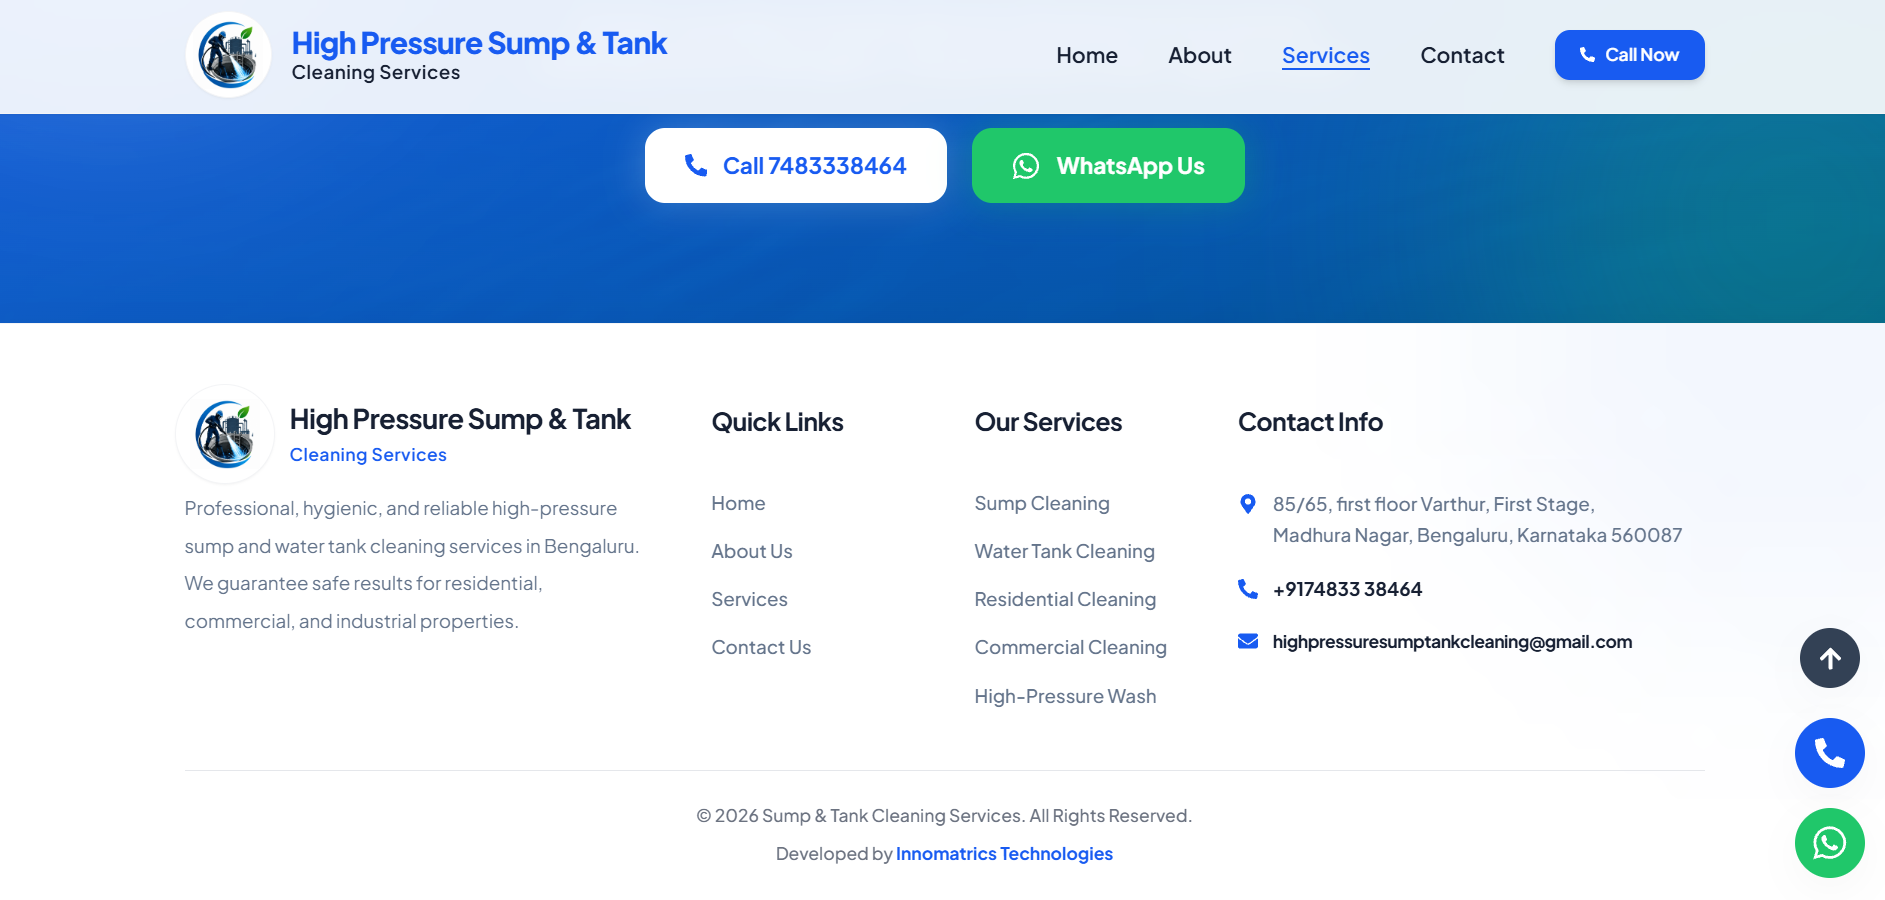 High Pressure Sump & Tank
Cleaning Services
Home
About
Services
Contact
Call Now
Call 7483338464
WhatsApp Us
High Pressure Sump & Tank
Cleaning Services
Professional, hygienic, and reliable high-pressure
sump and water tank cleaning services in Bengaluru.
We guarantee safe results for residential,
commercial, and industrial properties.
Quick Links
Home
About Us
Services
Contact Us
Our Services
Sump Cleaning
Water Tank Cleaning
Residential Cleaning
Commercial Cleaning
High-Pressure Wash
Contact Info
85/65, first floor Varthur, First Stage,
Madhura Nagar, Bengaluru, Karnataka 560087
+9174833 38464
highpressuresumptankcleaning@gmail.com
© 2026 Sump & Tank Cleaning Services. All Rights Reserved.
Developed by Innomatrics Technologies